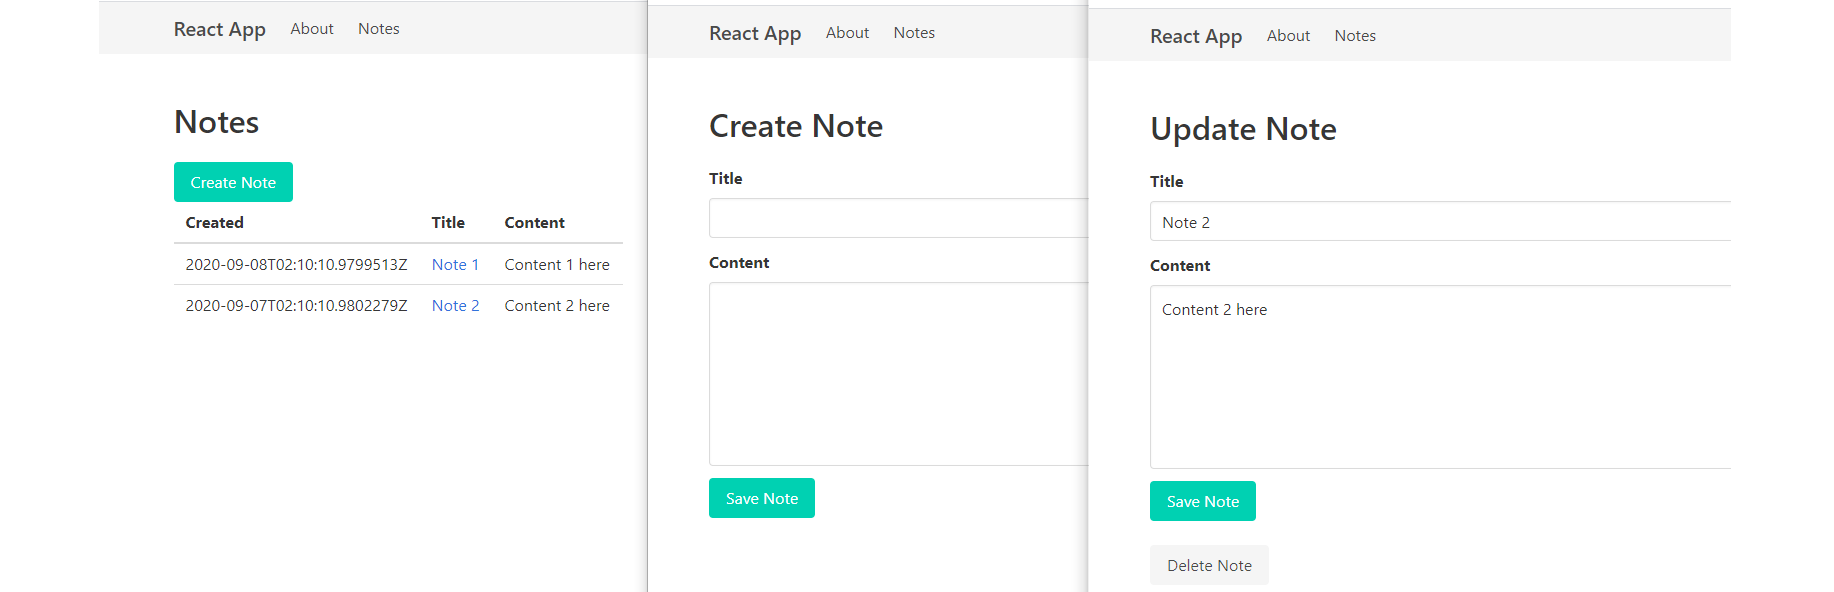 React App About Notes
Notes
Create Note
Created Title Content
2020-09-08T02:10:10.9799513Z Note 1 Content 1 here
2020-09-07T02:10:10.9802279Z Note 2 Content 2 here
React App About Notes
Create Note
Title
Content
Save Note
React App About Notes
Update Note
Title
Note 2
Content
Content 2 here
Save Note
Delete Note